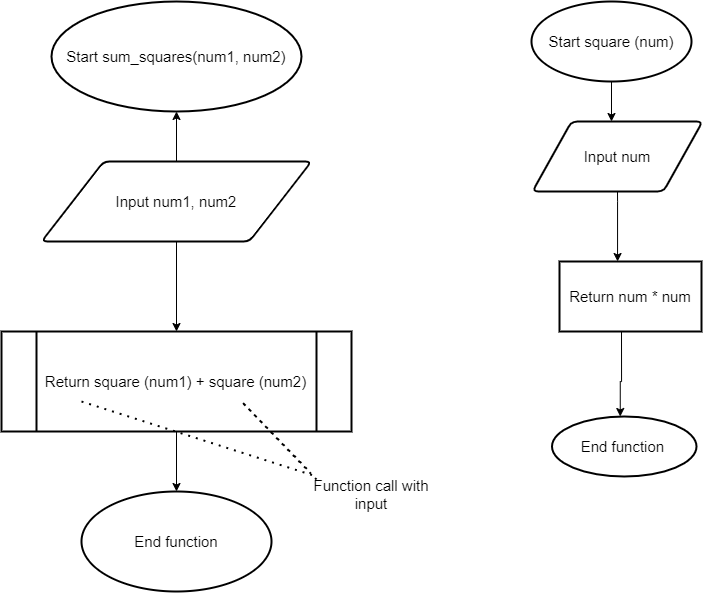 Start sum_squares(num1, num2)
Input num1, num2
Return square (num1) + square (num2)
Function call with
input
End function
Start square (num)
Input num
Return num * num
End function